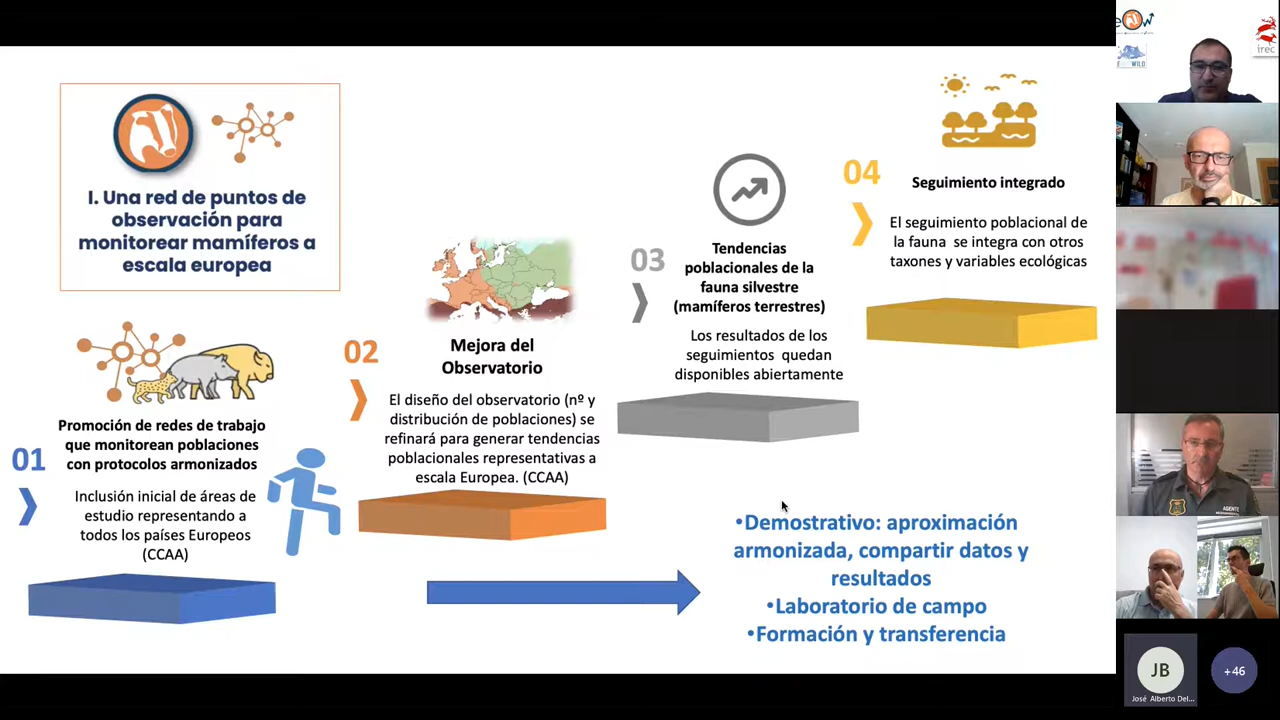 I. Una red de puntos de
observación para
monitorear mamíferos a
escala europea
01
Promoción de redes de trabajo
que monitorean poblaciones
con protocolos armonizados
Inclusión inicial de áreas de
estudio representando a
todos los países Europeos
(CCAA)
02
Mejora del
Observatorio
El diseño del observatorio (nº y
distribución de poblaciones) se
refinará para generar tendencias
poblacionales representativas a
escala Europea. (CCAA)
03
Tendencias
poblacionales de la
fauna silvestre
(mamíferos terrestres)
Los resultados de los
seguimientos quedan
disponibles abiertamente
04
Seguimiento integrado
El seguimiento poblacional de
la fauna se integra con otros
taxones y variables ecológicas
•Demostrativo: aproximación
armonizada, compartir datos y
resultados
•Laboratorio de campo
•Formación y transferencia
irec
WILD
AGENTE
JB
José Alberto Del...
+46